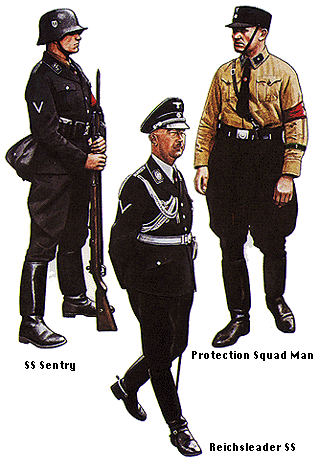 SS Sentry
Protection Squad Man
Reichsleader SS